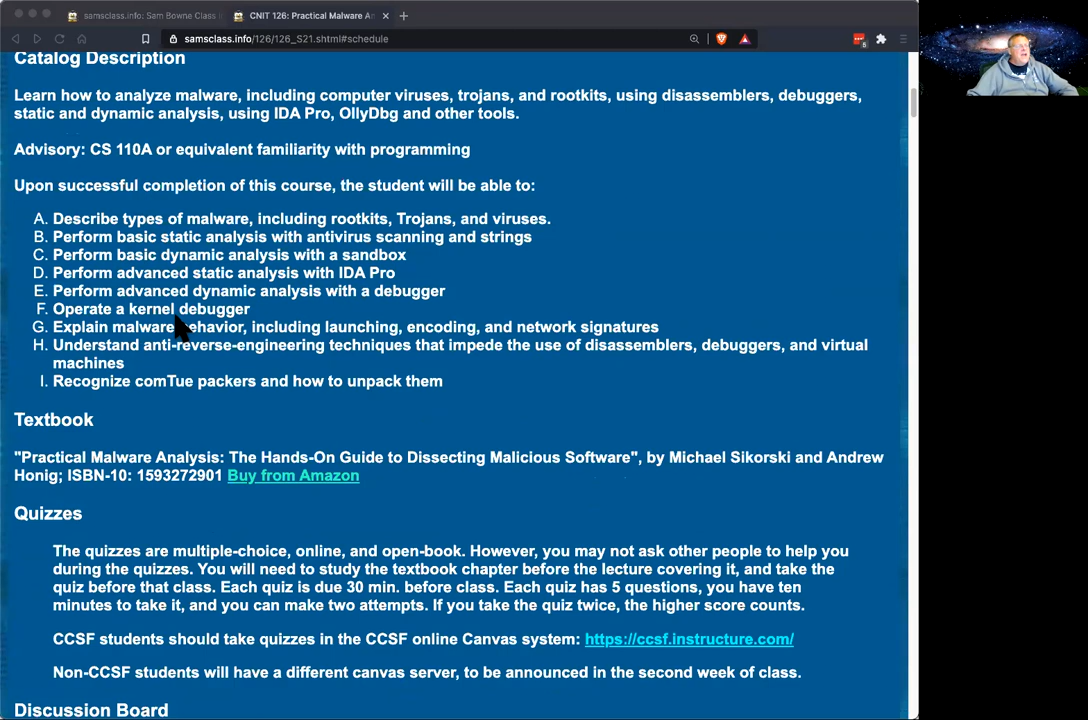 samsclass.info: Sam Bowne Class
CNIT 126: Practical Malware An
samsclass.info/126/126_S21.shtml#schedule
Catalog Description
Learn how to analyze malware, including computer viruses, trojans, and rootkits, using disassemblers, debuggers,
static and dynamic analysis, using IDA Pro, OllyDbg and other tools.
Advisory: CS 110A or equivalent familiarity with programming
Upon successful completion of this course, the student will be able to:
A. Describe types of malware, including rootkits, Trojans, and viruses.
B. Perform basic static analysis with antivirus scanning and strings
C. Perform basic dynamic analysis with a sandbox
D. Perform advanced static analysis with IDA Pro
E. Perform advanced dynamic analysis with a debugger
F. Operate a kernel debugger
G. Explain malware behavior, including launching, encoding, and network signatures
H. Understand anti-reverse-engineering techniques that impede the use of disassemblers, debuggers, and virtual
machines
I. Recognize comTue packers and how to unpack them
Textbook
"Practical Malware Analysis: The Hands-On Guide to Dissecting Malicious Software", by Michael Sikorski and Andrew
Honig; ISBN-10: 1593272901 Buy from Amazon
Quizzes
The quizzes are multiple-choice, online, and open-book. However, you may not ask other people to help you
during the quizzes. You will need to study the textbook chapter before the lecture covering it, and take the
quiz before that class. Each quiz is due 30 min. before class. Each quiz has 5 questions, you have ten
minutes to take it, and you can make two attempts. If you take the quiz twice, the higher score counts.
CCSF students should take quizzes in the CCSF online Canvas system: https://ccsf.instructure.com/
Non-CCSF students will have a different canvas server, to be announced in the second week of class.
Discussion Board